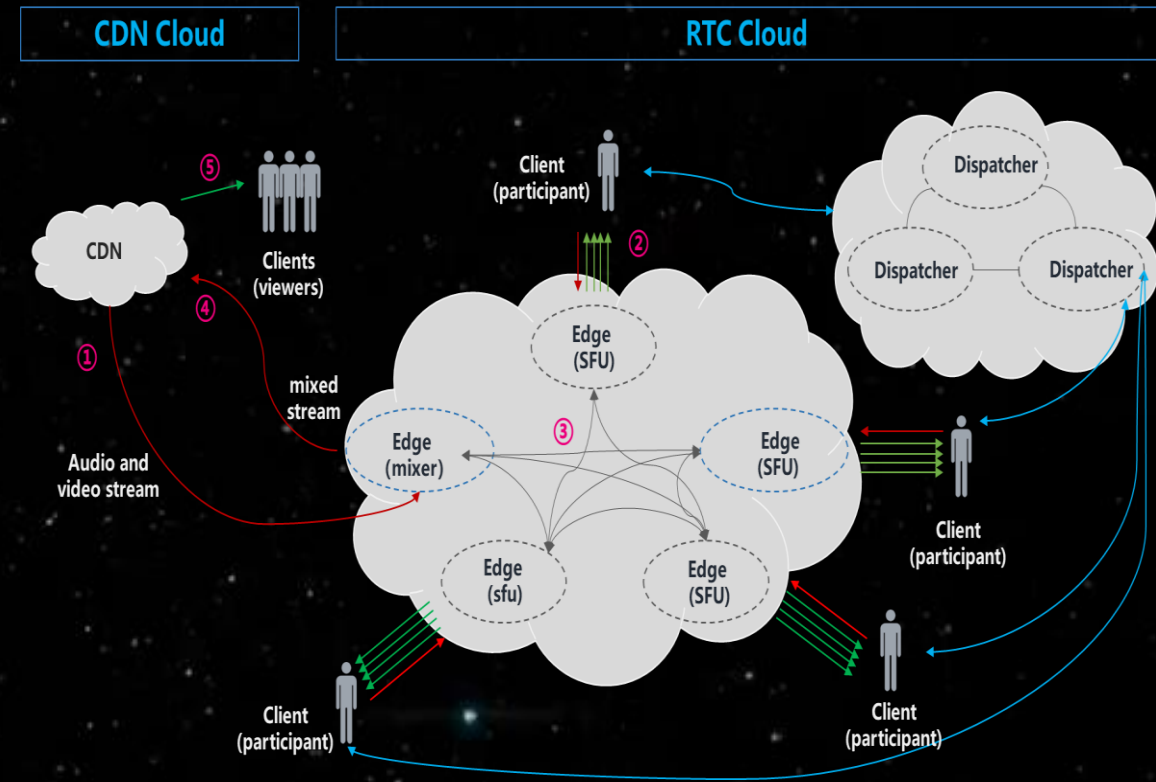 CDN Cloud
RTC Cloud
⑤
Client
(participant)
Dispatcher
CDN
Clients
(viewers)
②
Dispatcher
Dispatcher
④
①
Edge
(SFU)
mixed
stream
③
Edge
(mixer)
Edge
(SFU)
Audio and
video stream
Client
(participant)
Edge
(sfu)
Edge
(SFU)
Client
(participant)
Client
(participant)